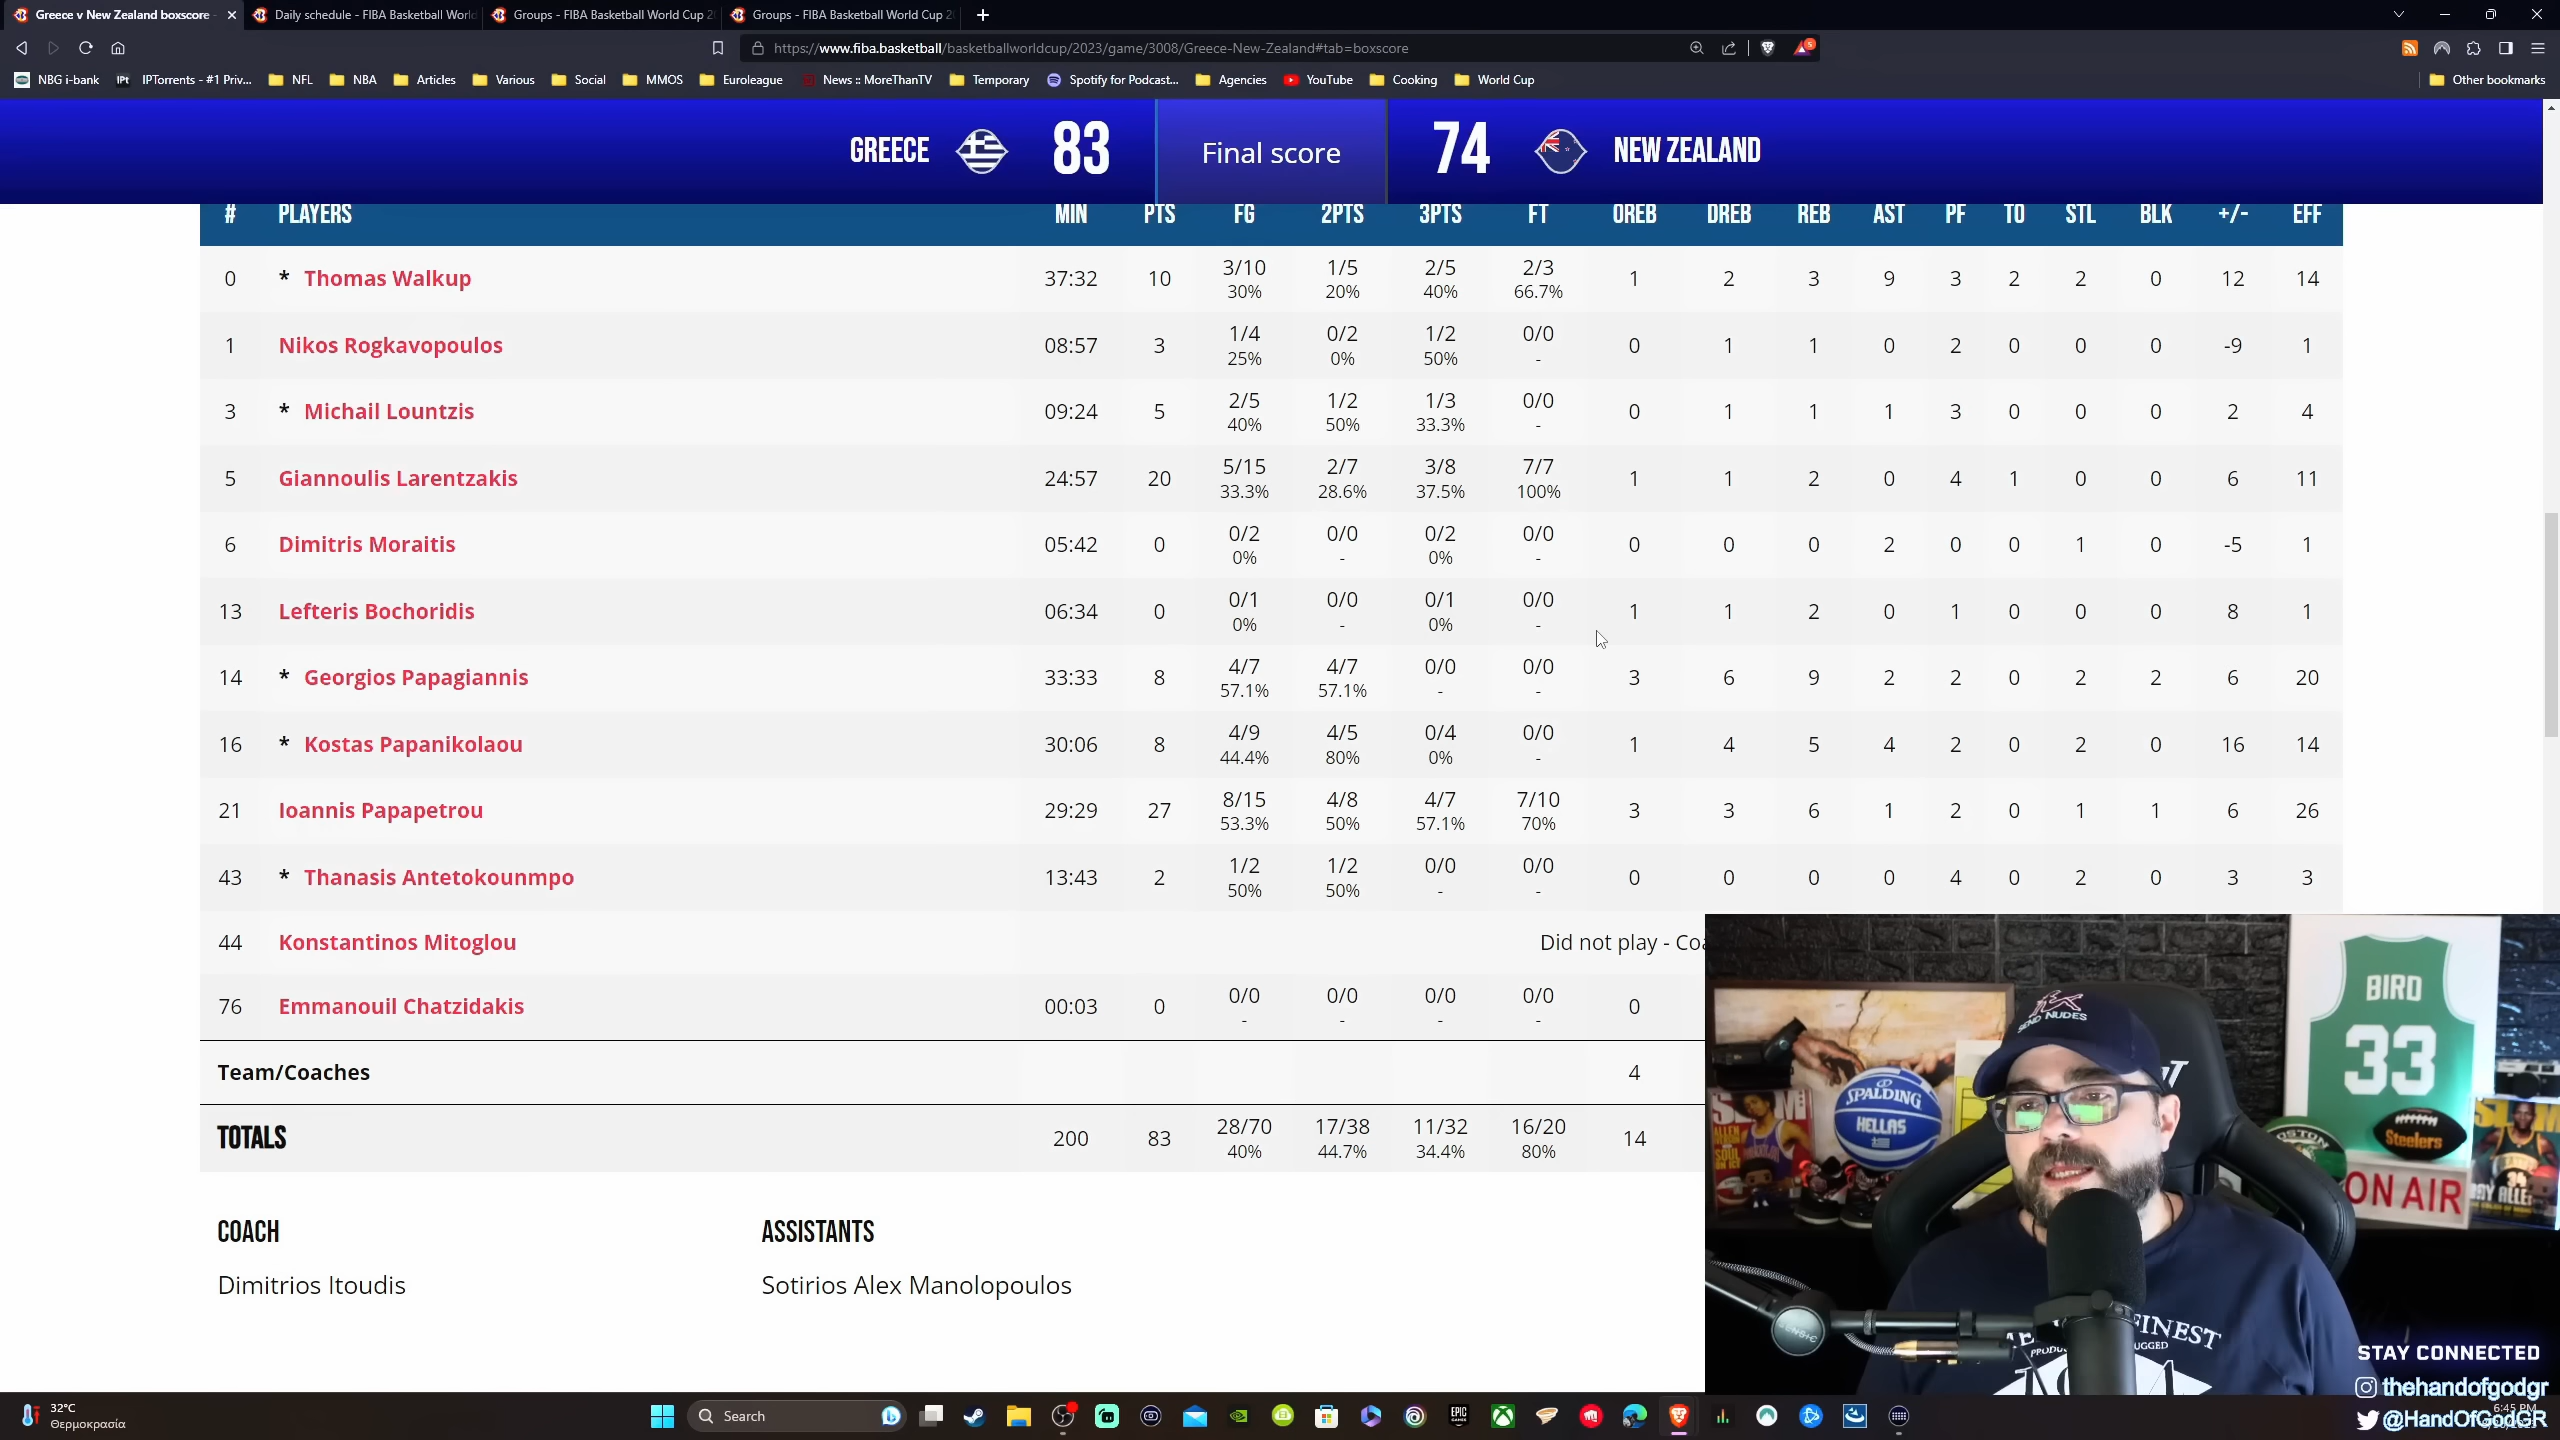 Greece v New Zealand boxscore - Daily schedule - FIBA Basketball World Groups - FIBA Basketball World Cup 2 Groups - FIBA Basketball World Cup 2
https://www.fiba.basketball/basketballworldcup/2023/game/3008/Greece-New-Zealand#tab=boxscore
NBG i-bank IPTorrents - #1 Priv... NFL NBA Articles Various Social MMOS Euroleague News :: MoreThanTV Temporary Spotify for Podcast... Agencies YouTube Cooking World Cup Other bookmarks
GREECE 83 Final score 74 NEW ZEALAND
# PLAYERS MIN PTS FG 2PTS 3PTS FT OREB DREB REB AST PF TO STL BLK +/- EFF
0 * Thomas Walkup 37:32 10 3/10 30% 1/5 20% 2/5 40% 2/3 66.7% 1 2 3 9 3 2 2 0 12 14
1 Nikos Rogkavopoulos 08:57 3 1/4 25% 0/2 0% 1/2 50% 0/0 - 0 1 1 0 2 0 0 0 -9 1
3 * Michail Lountzis 09:24 5 2/5 40% 1/2 50% 1/3 33.3% 0/0 - 0 1 1 1 3 0 0 0 2 4
5 Giannoulis Larentzakis 24:57 20 5/15 33.3% 2/7 28.6% 3/8 37.5% 7/7 100% 1 1 2 0 4 1 0 0 6 11
6 Dimitris Moraitis 05:42 0 0/2 0% 0/0 - 0/2 0% 0/0 - 0 0 0 2 0 0 1 0 -5 1
13 Lefteris Bochoridis 06:34 0 0/1 0% 0/0 - 0/1 0% 0/0 - 1 1 2 0 1 0 0 0 8 1
14 * Georgios Papagiannis 33:33 8 4/7 57.1% 4/7 57.1% 0/0 - 0/0 - 3 6 9 2 2 0 2 2 6 20
16 * Kostas Papanikolaou 30:06 8 4/9 44.4% 4/5 80% 0/4 0% 0/0 - 1 4 5 4 2 0 2 0 16 14
21 Ioannis Papapetrou 29:29 27 8/15 53.3% 4/8 50% 4/7 57.1% 7/10 70% 3 3 6 1 2 0 1 1 6 26
43 * Thanasis Antetokounmpo 13:43 2 1/2 50% 1/2 50% 0/0 - 0/0 - 0 0 0 0 4 0 2 0 3 3
44 Konstantinos Mitoglou Did not play - Coa
76 Emmanouil Chatzidakis 00:03 0 0/0 - 0/0 - 0/0 - 0/0 - 0
Team/Coaches 4
TOTALS 200 83 28/70 40% 17/38 44.7% 11/32 34.4% 16/20 80% 14
COACH ASSISTANTS
Dimitrios Itoudis Sotirios Alex Manolopoulos
BIRD
33
SEND NUDES
SPALDING
HELLAS
SLAM
BOSTON
Steelers
ON AIR
FINEST
STAY CONNECTED
thehandofgodgr
@HandOfGodGR
32°C
Θερμοκρασία
Search
EPIC GAMES
6:45 PM